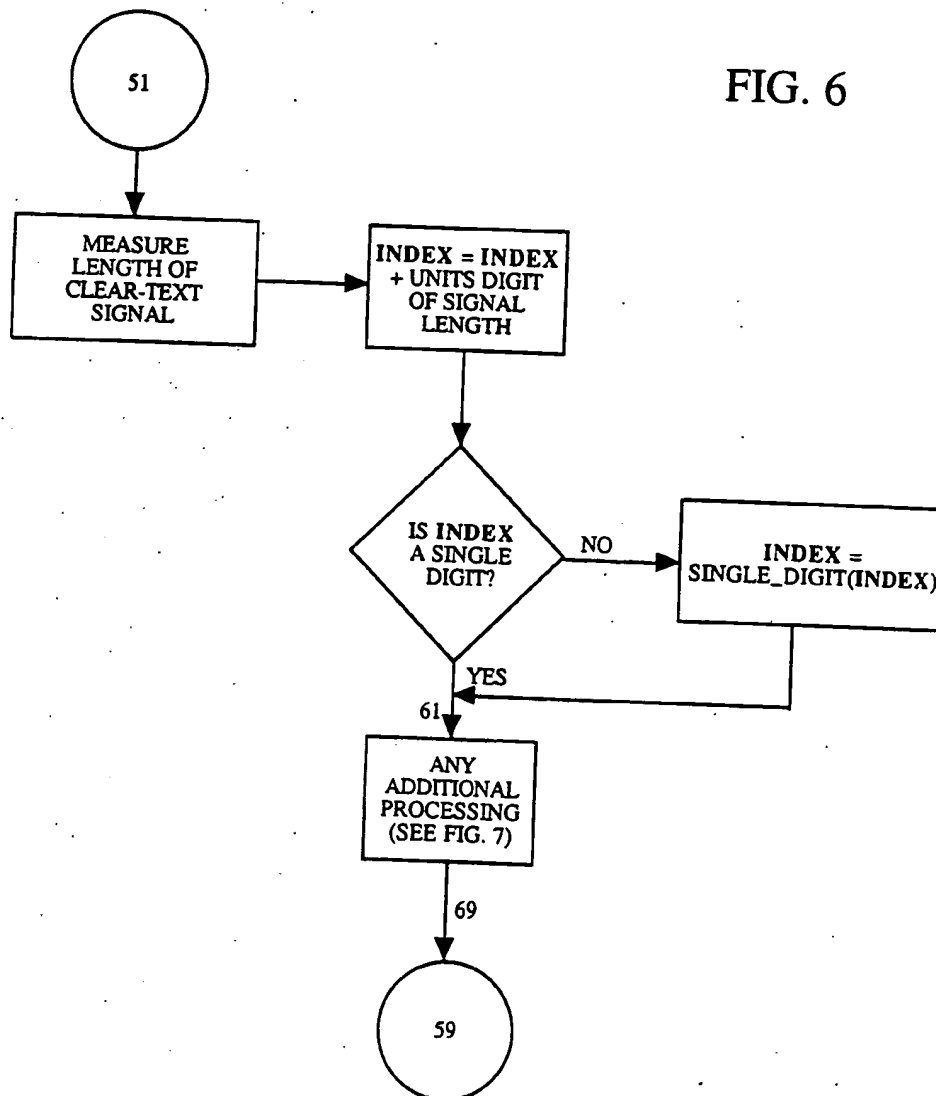 FIG. 6
51
MEASURE
LENGTH OF
CLEAR-TEXT
SIGNAL
INDEX = INDEX
+ UNITS DIGIT
OF SIGNAL
LENGTH
IS INDEX
A SINGLE
DIGIT?
NO
INDEX =
SINGLE_DIGIT(INDEX)
YES
61
ANY
ADDITIONAL
PROCESSING
(SEE FIG. 7)
69
59